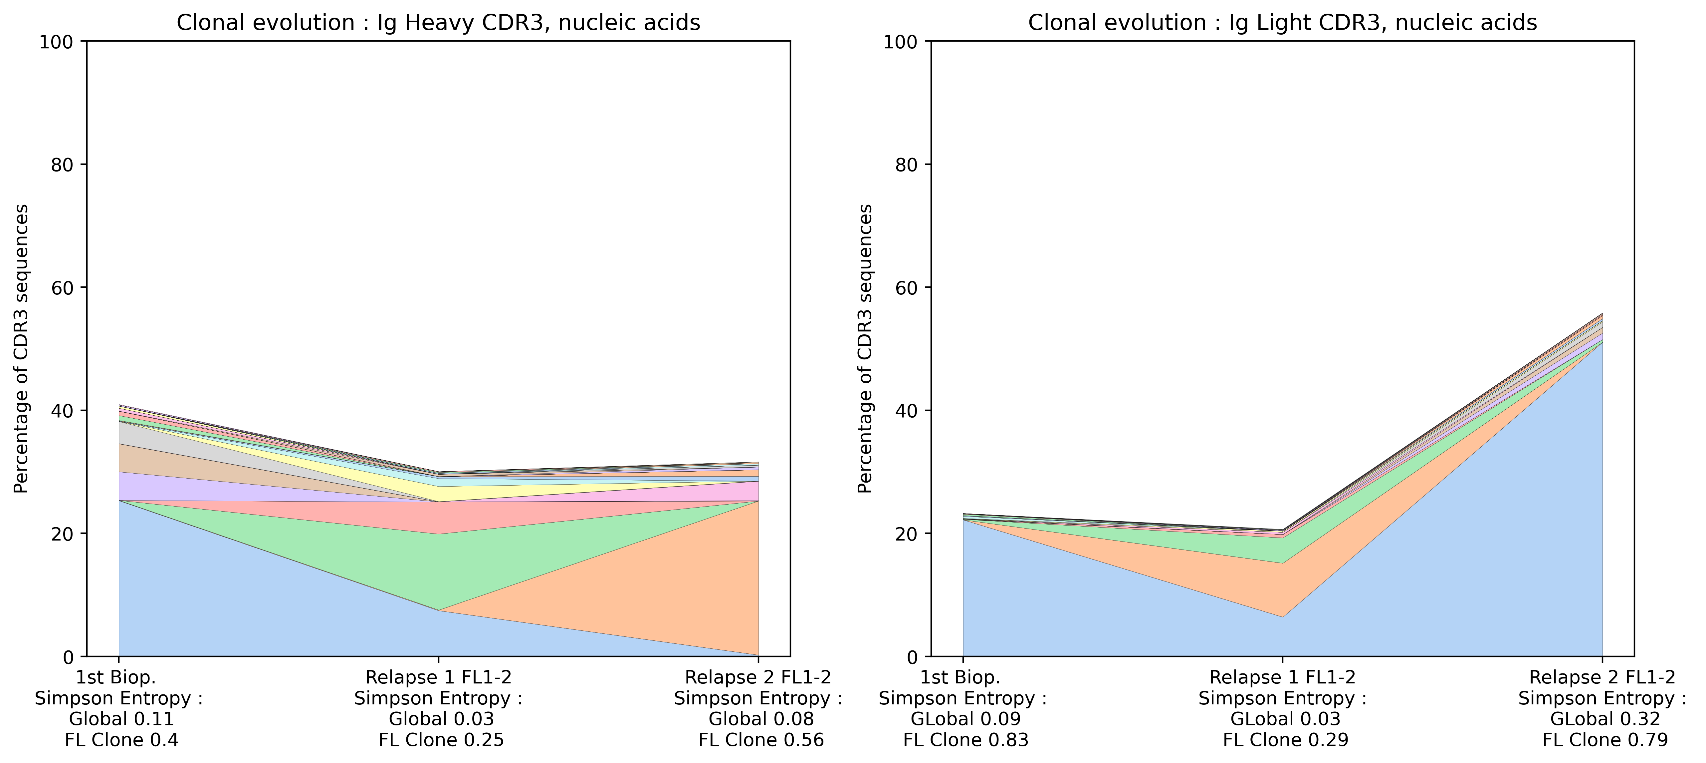 Clonal evolution : Ig Heavy CDR3, nucleic acids
100
80
60
40
20
0
Percentage of CDR3 sequences
1st Biop.
Simpson Entropy :
Global 0.11
FL Clone 0.4
Relapse 1 FL1-2
Simpson Entropy :
Global 0.03
FL Clone 0.25
Relapse 2 FL1-2
Simpson Entropy :
Global 0.08
FL Clone 0.56
Clonal evolution : Ig Light CDR3, nucleic acids
100
80
60
40
20
0
Percentage of CDR3 sequences
1st Biop.
Simpson Entropy :
GLobal 0.09
FL Clone 0.83
Relapse 1 FL1-2
Simpson Entropy :
GLobal 0.03
FL Clone 0.29
Relapse 2 FL1-2
Simpson Entropy :
GLobal 0.32
FL Clone 0.79